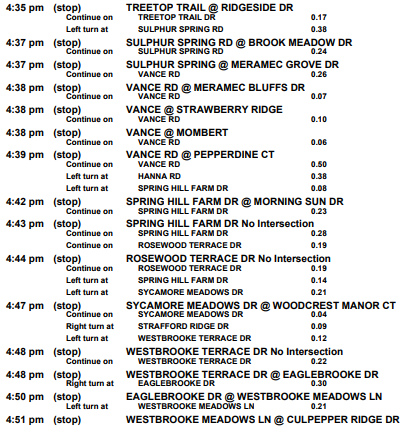 4:35 pm (stop) TREETOP TRAIL @ RIDGESIDE DR
Continue on TREETOP TRAIL DR 0.17
Left turn at SULPHUR SPRING RD 0.38
4:37 pm (stop) SULPHUR SPRING RD @ BROOK MEADOW DR
Continue on SULPHUR SPRING RD 0.24
4:37 pm (stop) SULPHUR SPRING @ MERAMEC GROVE DR
Continue on VANCE RD 0.26
4:38 pm (stop) VANCE RD @ MERAMEC BLUFFS DR
Continue on VANCE RD 0.07
4:38 pm (stop) VANCE @ STRAWBERRY RIDGE
Continue on VANCE RD 0.10
4:38 pm (stop) VANCE @ MOMBERT
Continue on VANCE RD 0.06
4:39 pm (stop) VANCE RD @ PEPPERDINE CT
Continue on VANCE RD 0.50
Left turn at HANNA RD 0.38
Left turn at SPRING HILL FARM DR 0.08
4:42 pm (stop) SPRING HILL FARM DR @ MORNING SUN DR
Continue on SPRING HILL FARM DR 0.23
4:43 pm (stop) SPRING HILL FARM DR No Intersection
Continue on SPRING HILL FARM DR 0.28
Continue on ROSEWOOD TERRACE DR 0.19
4:44 pm (stop) ROSEWOOD TERRACE DR No Intersection
Continue on ROSEWOOD TERRACE DR 0.19
Left turn at SPRING HILL FARM DR 0.14
Left turn at SYCAMORE MEADOWS DR 0.21
4:47 pm (stop) SYCAMORE MEADOWS DR @ WOODCREST MANOR CT
Continue on SYCAMORE MEADOWS DR 0.04
Right turn at STRAFFORD RIDGE DR 0.09
Left turn at WESTBROOKE TERRACE DR 0.12
4:48 pm (stop) WESTBROOKE TERRACE DR No Intersection
Continue on WESTBROOKE TERRACE DR 0.22
4:48 pm (stop) WESTBROOKE TERRACE DR @ EAGLEBROOKE DR
Right turn at EAGLEBROOKE DR 0.30
4:50 pm (stop) EAGLEBROOKE DR @ WESTBROOKE MEADOWS LN
Left turn at WESTBROOKE MEADOWS LN 0.21
4:51 pm (stop) WESTBROOKE MEADOWS LN @ CULPEPPER RIDGE DR